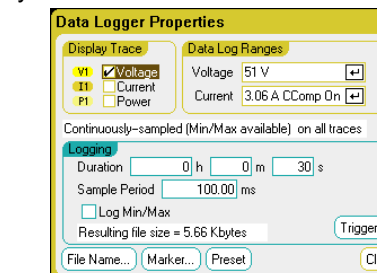 Data Logger Properties
Display Trace
Data Log Ranges
V1 Voltage
I1 Current
P1 Power
Voltage 51 V
Current 3.06 A CComp On
Continuously-sampled (Min/Max available) on all traces
Logging
Duration 0 h 0 m 30 s
Sample Period 100.00 ms
Log Min/Max
Resulting file size = 5.66 Kbytes
Trigger
File Name... Marker... Preset